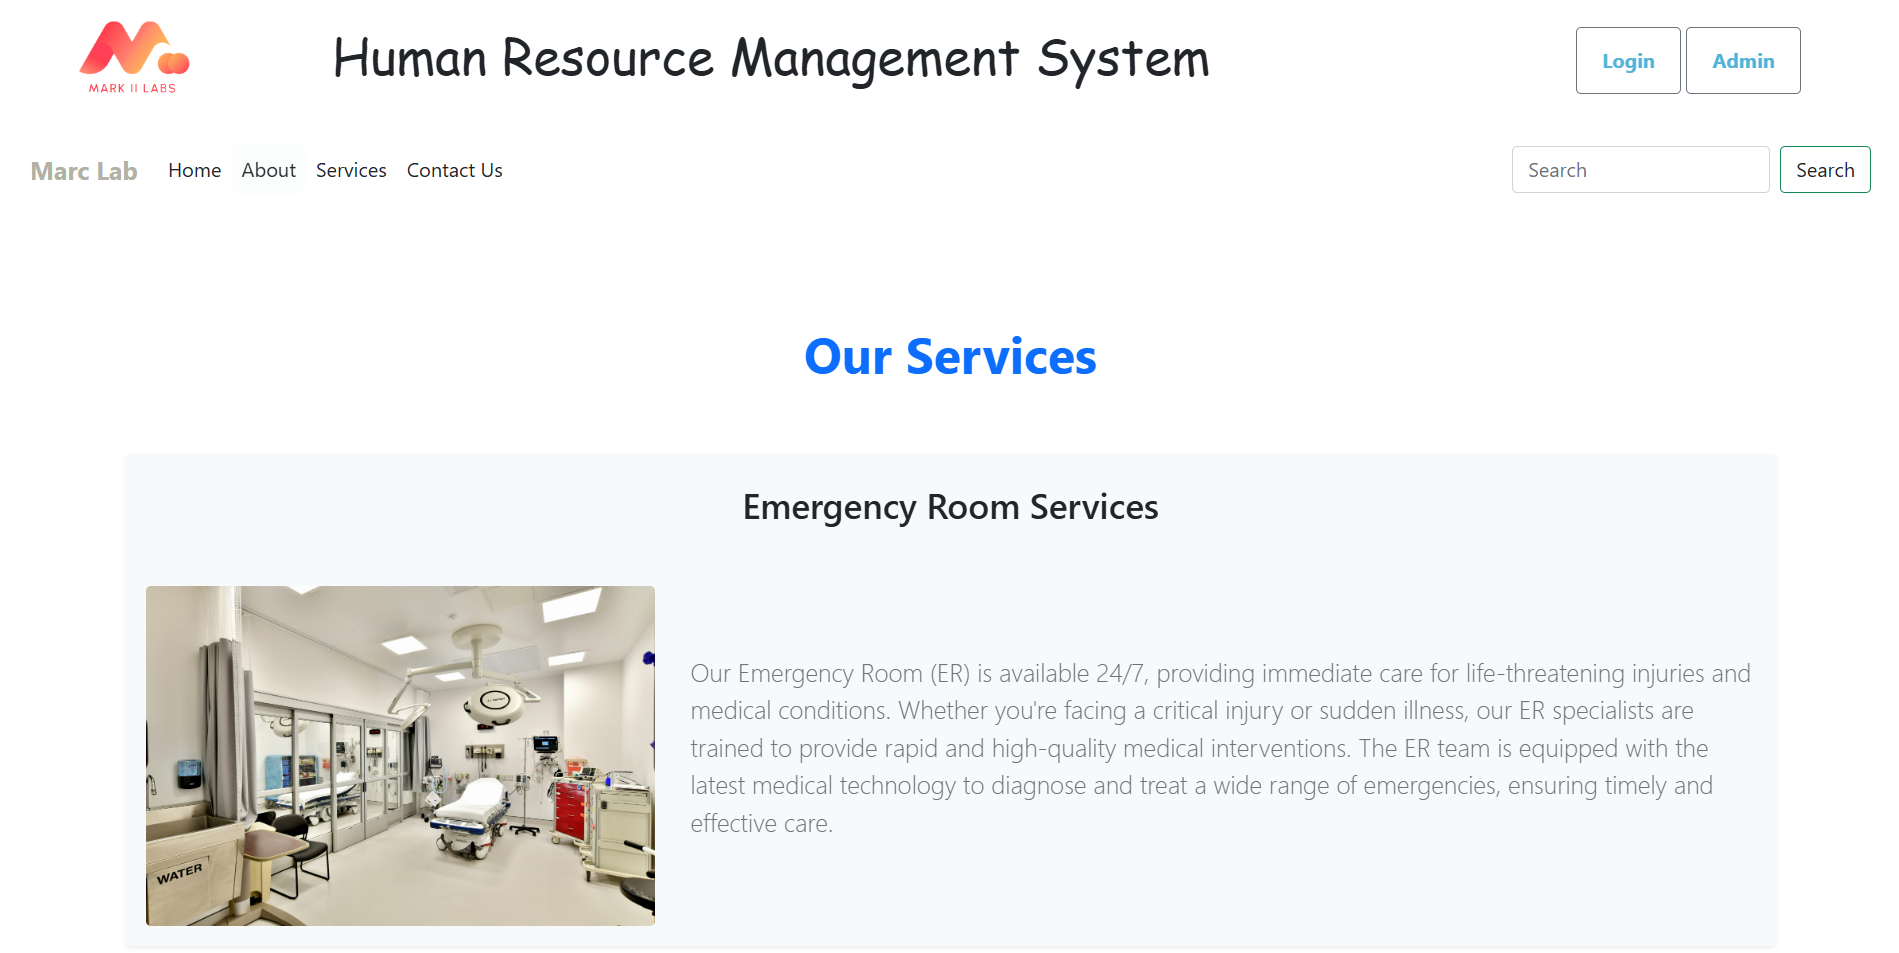 MARK II LABS
Human Resource Management System
Login
Admin
Marc Lab
Home
About
Services
Contact Us
Search
Search
Our Services
Emergency Room Services
Our Emergency Room (ER) is available 24/7, providing immediate care for life-threatening injuries and
medical conditions. Whether you're facing a critical injury or sudden illness, our ER specialists are
trained to provide rapid and high-quality medical interventions. The ER team is equipped with the
latest medical technology to diagnose and treat a wide range of emergencies, ensuring timely and
effective care.
WATER